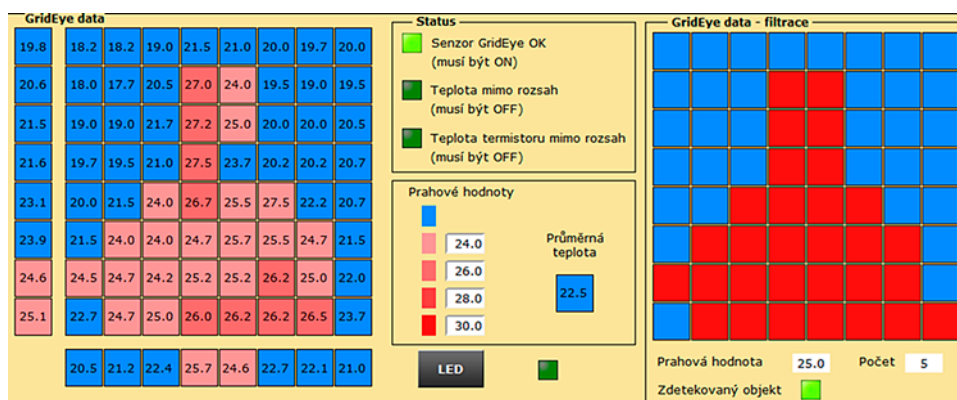 GridEye data
19.8 18.2 18.2 19.0 21.5 21.0 20.0 19.7 20.0
20.6 18.0 17.7 20.5 27.0 24.0 19.5 19.0 19.5
21.5 19.0 19.0 21.7 27.2 25.0 20.0 20.0 20.5
21.6 19.7 19.5 21.0 27.5 23.7 20.2 20.2 20.7
23.1 20.0 21.5 24.0 26.7 25.5 27.5 22.2 20.7
23.9 21.5 24.0 24.0 24.7 25.7 25.5 24.7 21.5
24.6 24.5 24.7 24.2 25.2 25.2 26.2 25.0 22.0
25.1 22.7 24.7 25.0 26.0 26.2 26.2 26.5 23.7
20.5 21.2 22.4 25.7 24.6 22.7 22.1 21.0
Status
Senzor GridEye OK
(musí být ON)
Teplota mimo rozsah
(musí být OFF)
Teplota termistoru mimo rozsah
(musí být OFF)
Prahové hodnoty
24.0
26.0
28.0
30.0
Průměrná
teplota
22.5
LED
GridEye data - filtrace
Prahová hodnota 25.0 Počet 5
Zdetekovaný objekt